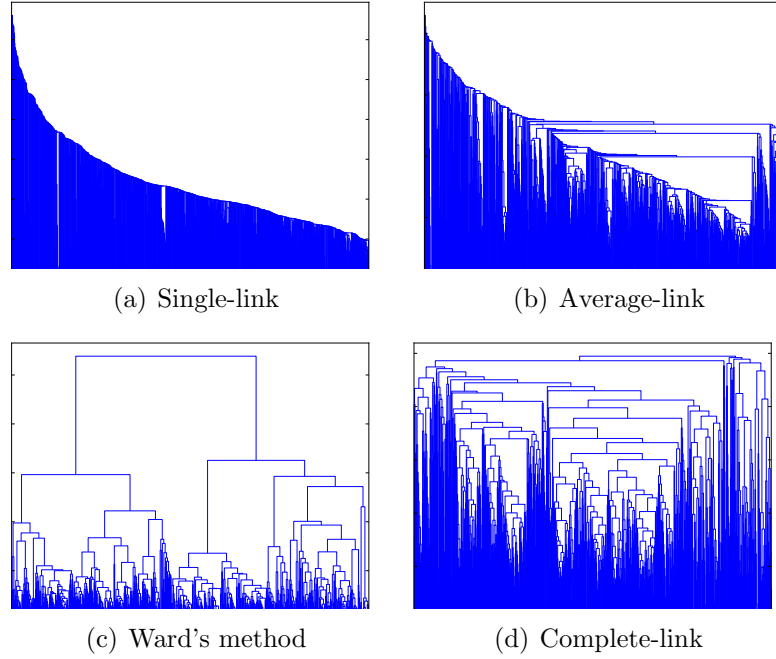 (a) Single-link
(b) Average-link
(c) Ward's method
(d) Complete-link